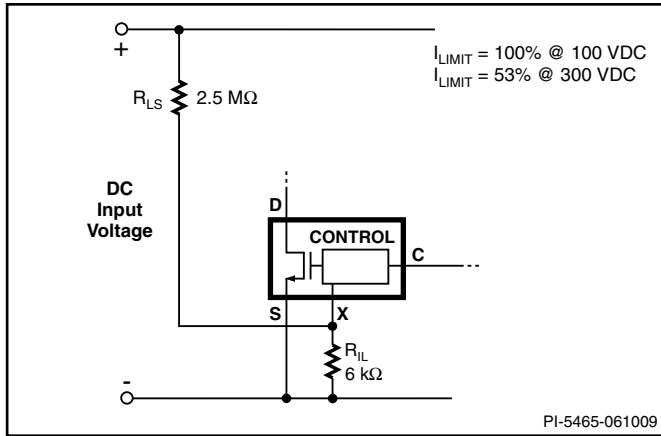 +
I_LIMIT = 100% @ 100 VDC
I_LIMIT = 53% @ 300 VDC
R_LS 2.5 MΩ
DC
Input
Voltage
D
CONTROL
C
S X
R_IL
6 kΩ
-
PI-5465-061009